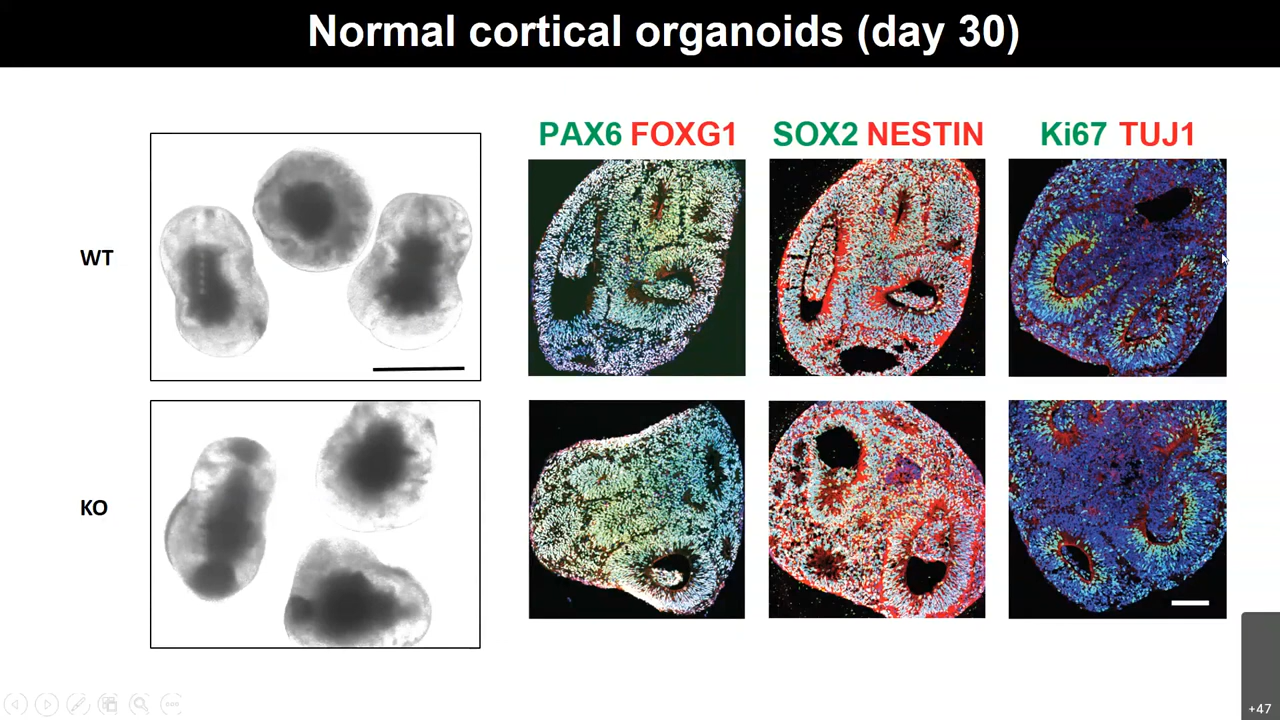 Normal cortical organoids (day 30)
PAX6 FOXG1
SOX2 NESTIN
Ki67 TUJ1
WT
KO
+47